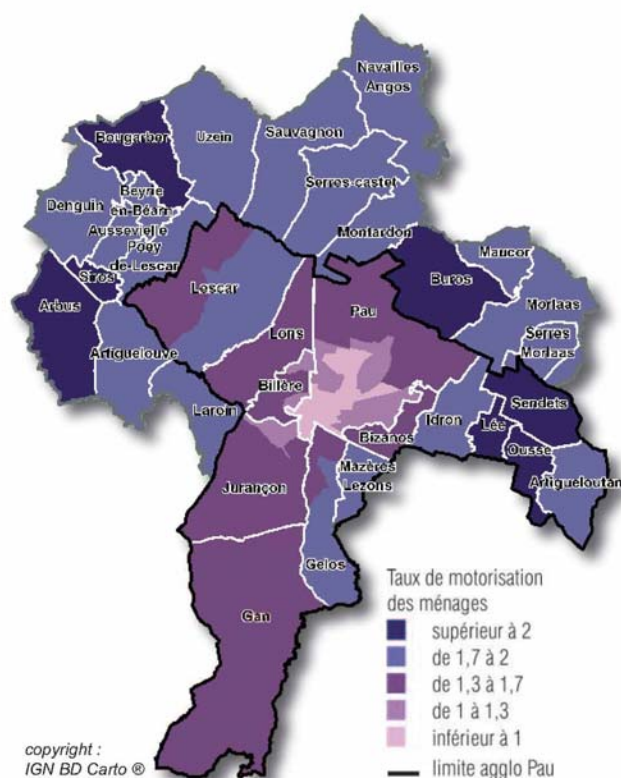 Navailles
Angos
Bougarber
Uzein
Sauvagnon
Beyrie
en-Béarn
Serres-castet
Denguin
Aussevielle
Poey
de-Lescar
Montardon
Maucor
Siros
Arbus
Buros
Lescar
Morlaas
Pau
Lons
Serres
Morlaas
Artiguelouve
Billère
Sendets
Laroin
Idron
Lée
Bizanos
Ousse
Mazères
Lezons
Artigueloutan
Jurançon
Gelos
Gan
Taux de motorisation
des ménages
supérieur à 2
de 1,7 à 2
de 1,3 à 1,7
de 1 à 1,3
inférieur à 1
limite agglo Pau
copyright :
IGN BD Carto ®